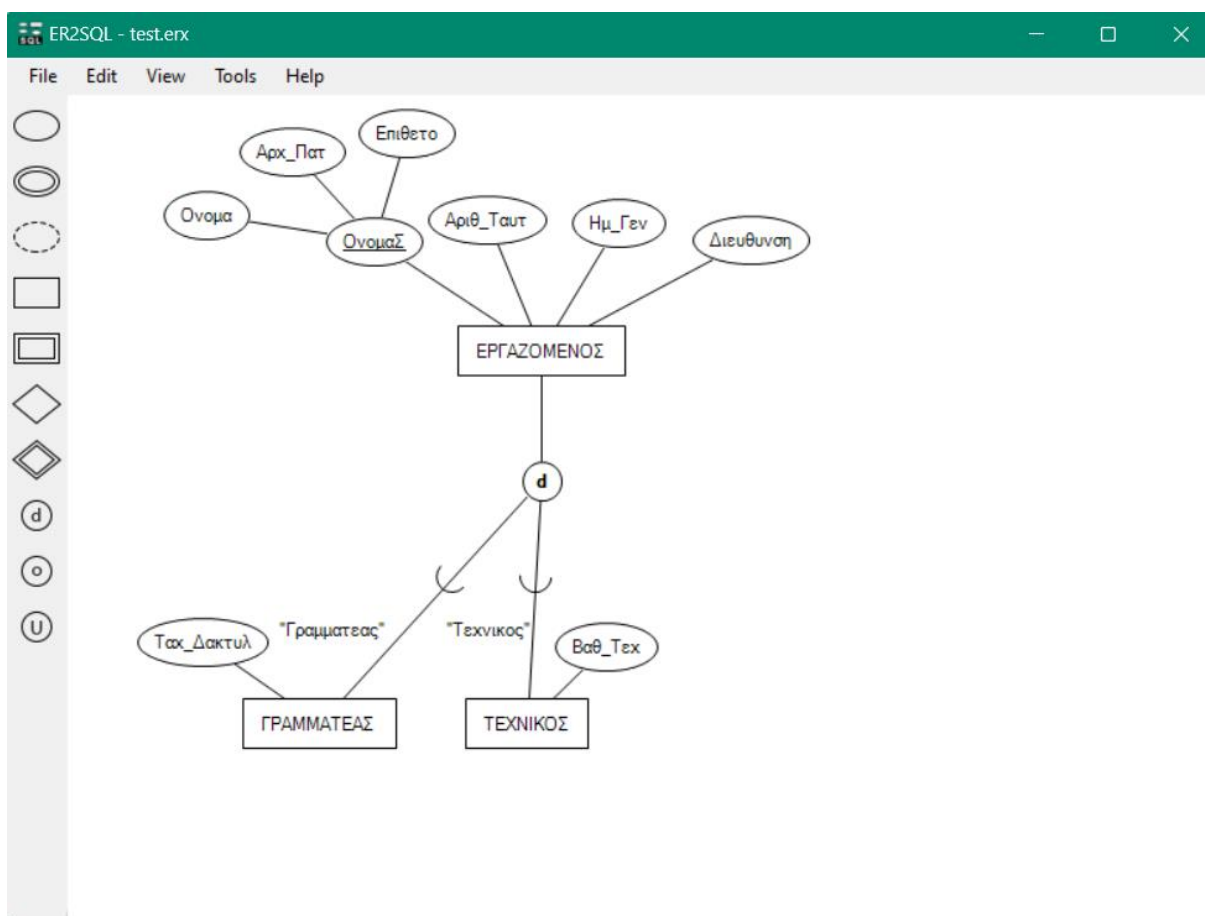 ER2SQL - test.erx
File Edit View Tools Help
Επιθετο
Αρχ_Πατ
Ονομα
ΟνομαΣ
Αριθ_Ταυτ
Ημ_Γεν
Διευθυνση
ΕΡΓΑΖΟΜΕΝΟΣ
d
d
o
U
"Γραμματεας"
"Τεχνικος"
Ταχ_Δακτυλ
Βαθ_Τεχ
ΓΡΑΜΜΑΤΕΑΣ
ΤΕΧΝΙΚΟΣ